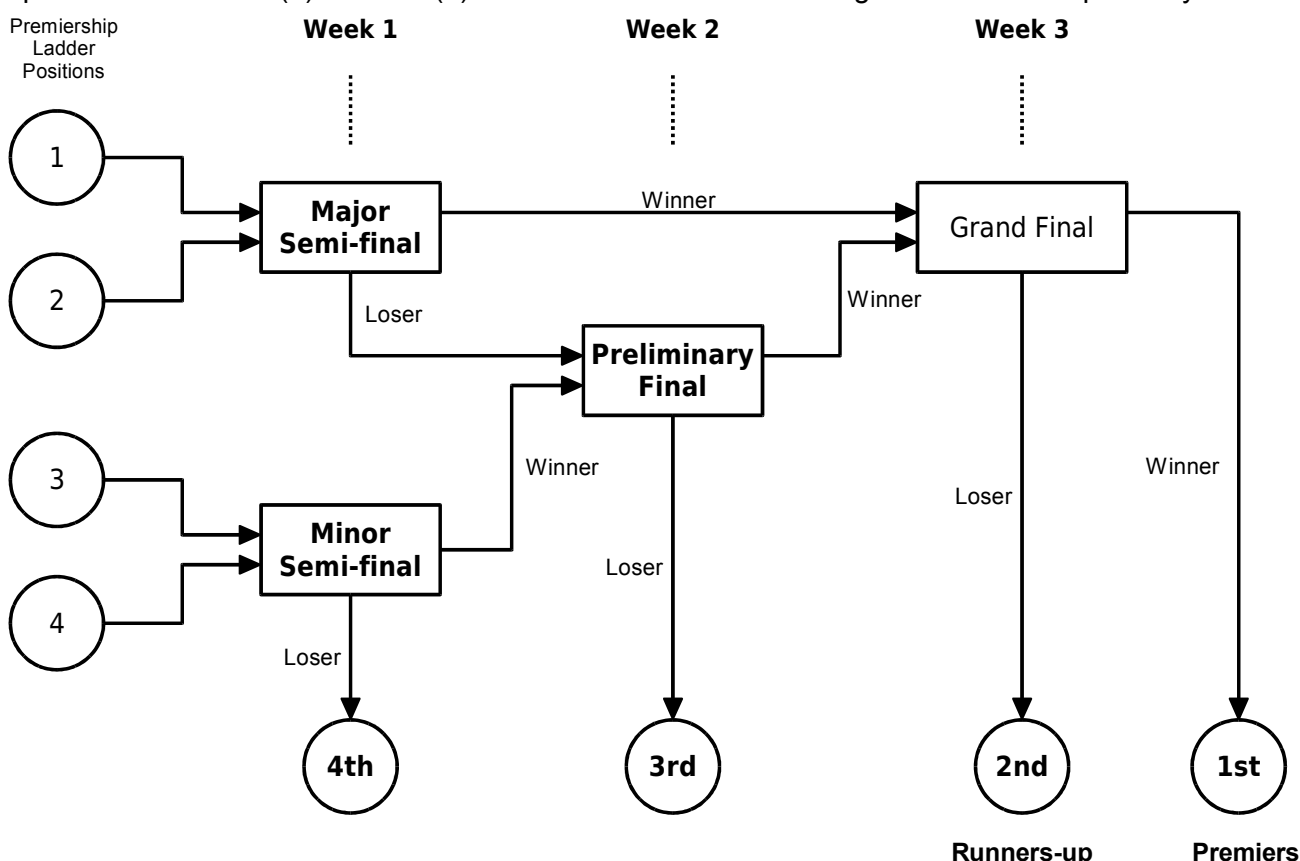 Premiership
Ladder
Positions
Week 1
Week 2
Week 3
1
2
3
4
Major
Semi-final
Winner
Grand Final
Loser
Winner
Preliminary
Final
Winner
Winner
Loser
Minor
Semi-final
Loser
Loser
4th
3rd
2nd
1st
Runners-up
Premiers